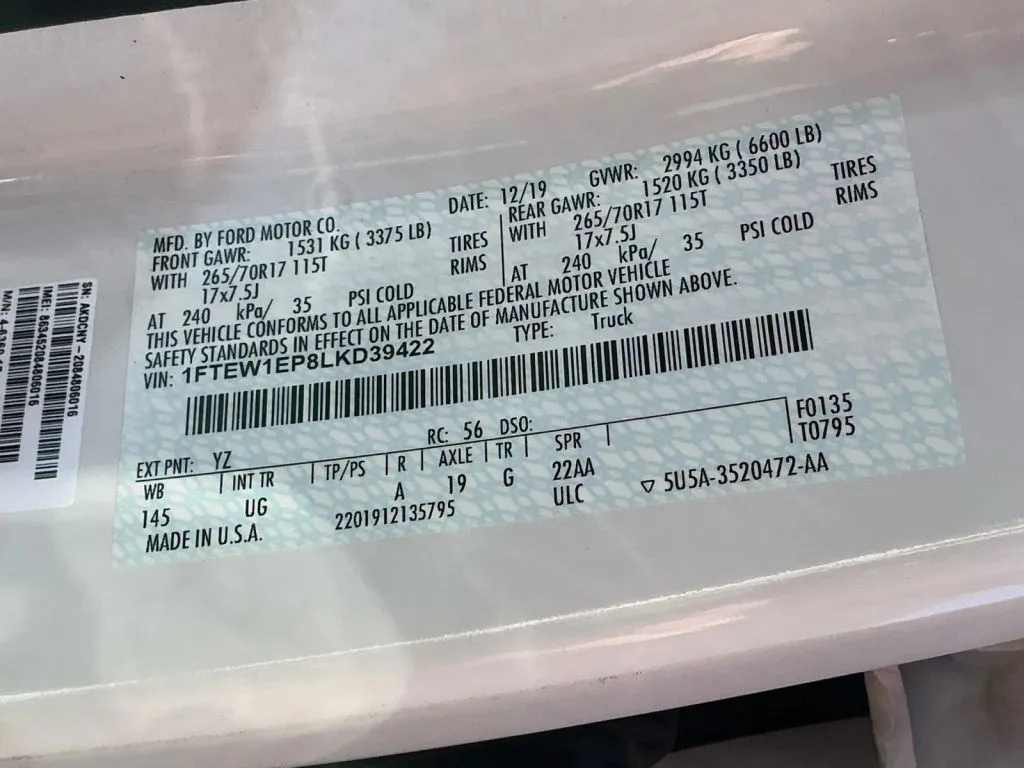 MFD. BY FORD MOTOR CO. DATE: 12/19 GVWR: 2994 KG ( 6600 LB)
FRONT GAWR: 1531 KG ( 3375 LB) REAR GAWR: 1520 KG ( 3350 LB)
WITH 265/70R17 115T TIRES WITH 265/70R17 115T TIRES
17x7.5J RIMS 17x7.5J RIMS
AT 240 kPa/ 35 PSI COLD AT 240 kPa/ 35 PSI COLD
THIS VEHICLE CONFORMS TO ALL APPLICABLE FEDERAL MOTOR VEHICLE
SAFETY STANDARDS IN EFFECT ON THE DATE OF MANUFACTURE SHOWN ABOVE.
VIN: 1FTEW1EP8LKD39422 TYPE: Truck
EXT PNT: YZ RC: 56 DSO: F0135
WB INT TR TP/PS R AXLE TR SPR T0795
145 UG A 19 G 22AA
MADE IN U.S.A. 2201912135795 ULC ▽ 5U5A-3520472-AA
SN: AKOCNY -2084806016